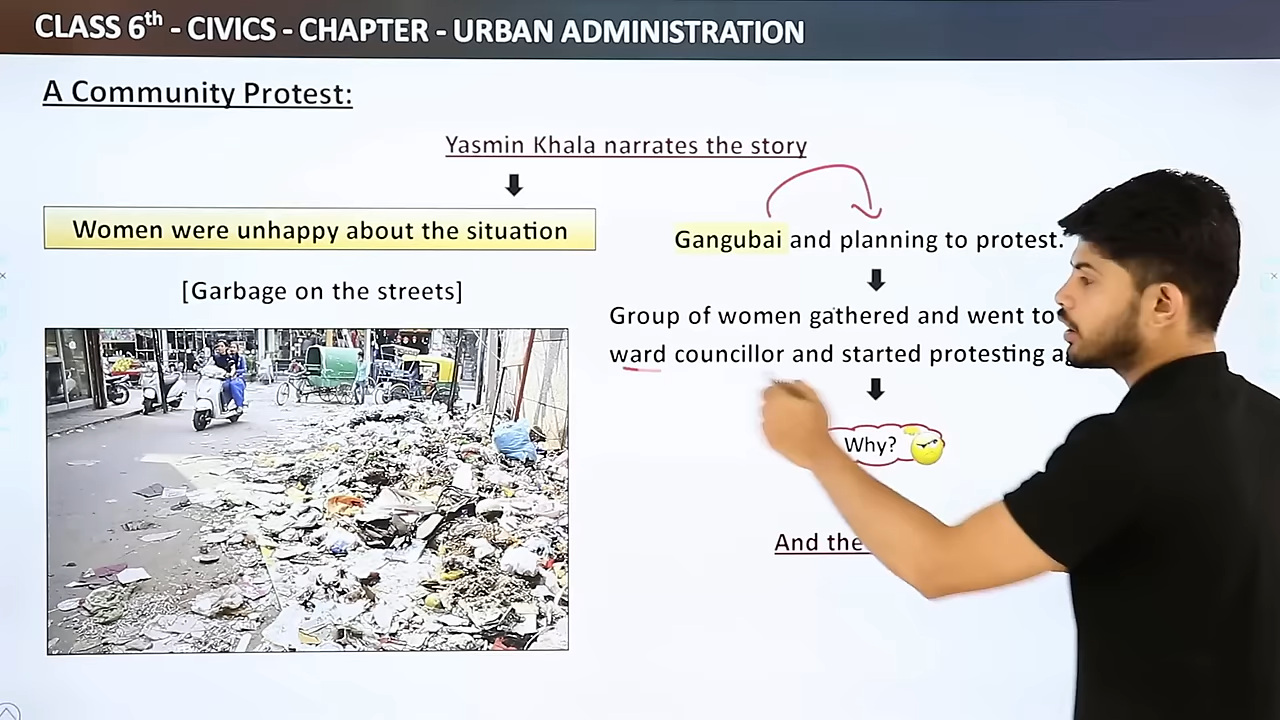 CLASS 6th - CIVICS - CHAPTER - URBAN ADMINISTRATION
A Community Protest:
Yasmin Khala narrates the story
Women were unhappy about the situation
[Garbage on the streets]
Gangubai and planning to protest.
Group of women gathered and went to
ward councillor and started protesting
Why?
And the